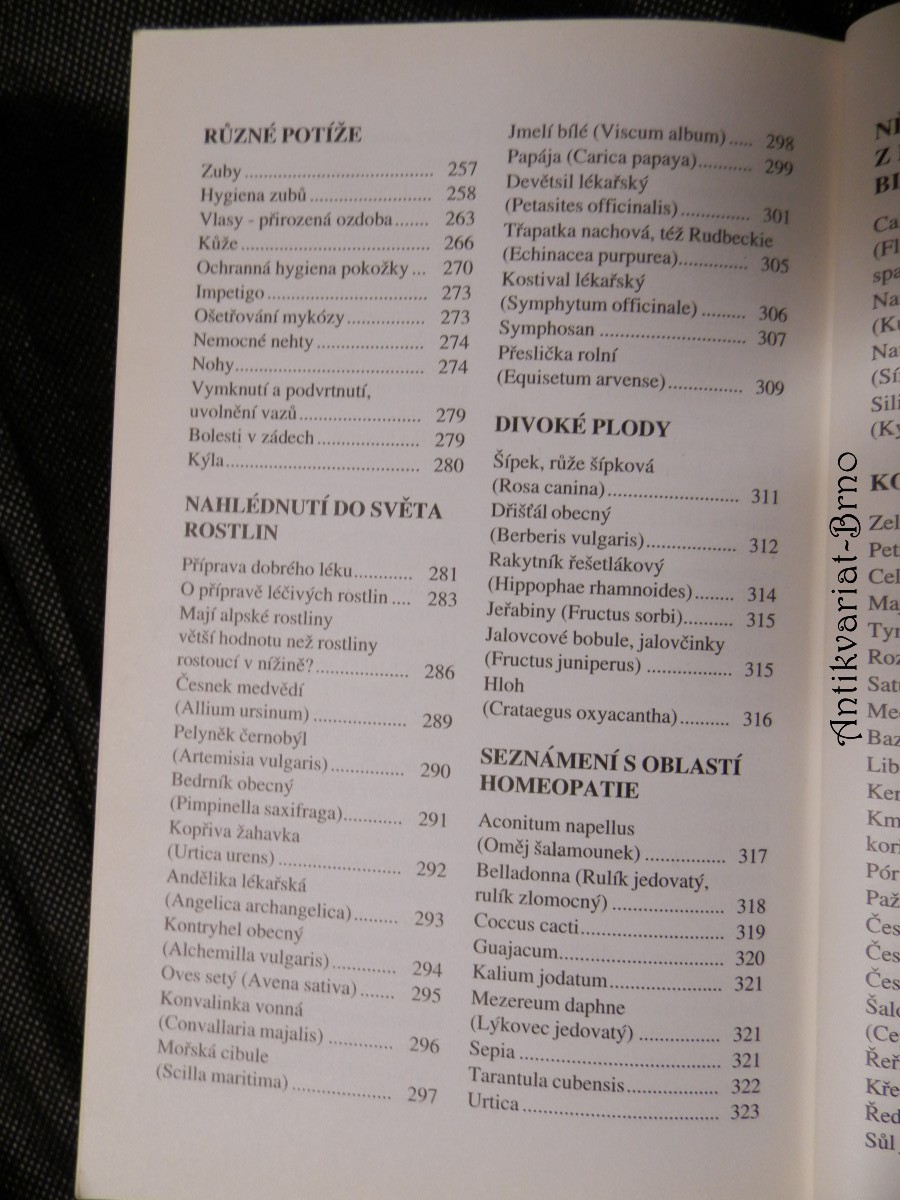 RŮZNÉ POTÍŽE
Zuby.................................... 257
Hygiena zubů....................... 258
Vlasy - přirozená ozdoba....... 263
Kůže.................................... 266
Ochranná hygiena pokožky... 270
Impetigo.............................. 273
Ošetřování mykózy............... 273
Nemocné nehty.................... 274
Nohy.................................... 274
Vymknutí a podvrtnutí,
uvolnění vazů....................... 279
Bolesti v zádech.................... 279
Kýla..................................... 280
NAHLÉDNUTÍ DO SVĚTA
ROSTLIN
Příprava dobrého léku........... 281
O přípravě léčivých rostlin .... 283
Mají alpské rostliny
větší hodnotu než rostliny
rostoucí v nížině?.................. 286
Česnek medvědí
(Allium ursinum) .................. 289
Pelyněk černobýl
(Artemisia vulgaris).............. 290
Bedrník obecný
(Pimpinella saxifraga)........... 291
Kopřiva žahavka
(Urtica urens) ....................... 292
Andělika lékařská
(Angelica archangelica)........ 293
Kontryhel obecný
(Alchemilla vulgaris)............ 294
Oves setý (Avena sativa)....... 295
Konvalinka vonná
(Convallaria majalis) ............ 296
Mořská cibule
(Scilla maritima) ................... 297
Jmelí bílé (Viscum album)..... 298
Papája (Carica papaya).......... 299
Devětsil lékařský
(Petasites officinalis)............. 301
Třapatka nachová, též Rudbeckie
(Echinacea purpurea)............. 305
Kostival lékařský
(Symphytum officinale) ........ 306
Symphosan .......................... 307
Přeslička rolní
(Equisetum arvense).............. 309
DIVOKÉ PLODY
Šípek, růže šípková
(Rosa canina)........................ 311
Dřišťál obecný
(Berberis vulgaris)................. 312
Rakytník řešetlákový
(Hippophae rhamnoides)....... 314
Jeřabiny (Fructus sorbi)......... 315
Jalovcové bobule, jalovčinky
(Fructus juniperus) ................ 315
Hloh
(Crataegus oxyacantha)......... 316
SEZNÁMENÍ S OBLASTÍ
HOMEOPATIE
Aconitum napellus
(Oměj šalamounek) ............... 317
Belladonna (Rulík jedovatý,
rulík zlomocný) ..................... 318
Coccus cacti........................... 319
Guajacum............................... 320
Kalium jodatum...................... 321
Mezereum daphne
(Lýkovec jedovatý) ................ 321
Sepia ..................................... 321
Tarantula cubensis.................. 322
Urtica ..................................... 323
Antikvariat-Brno